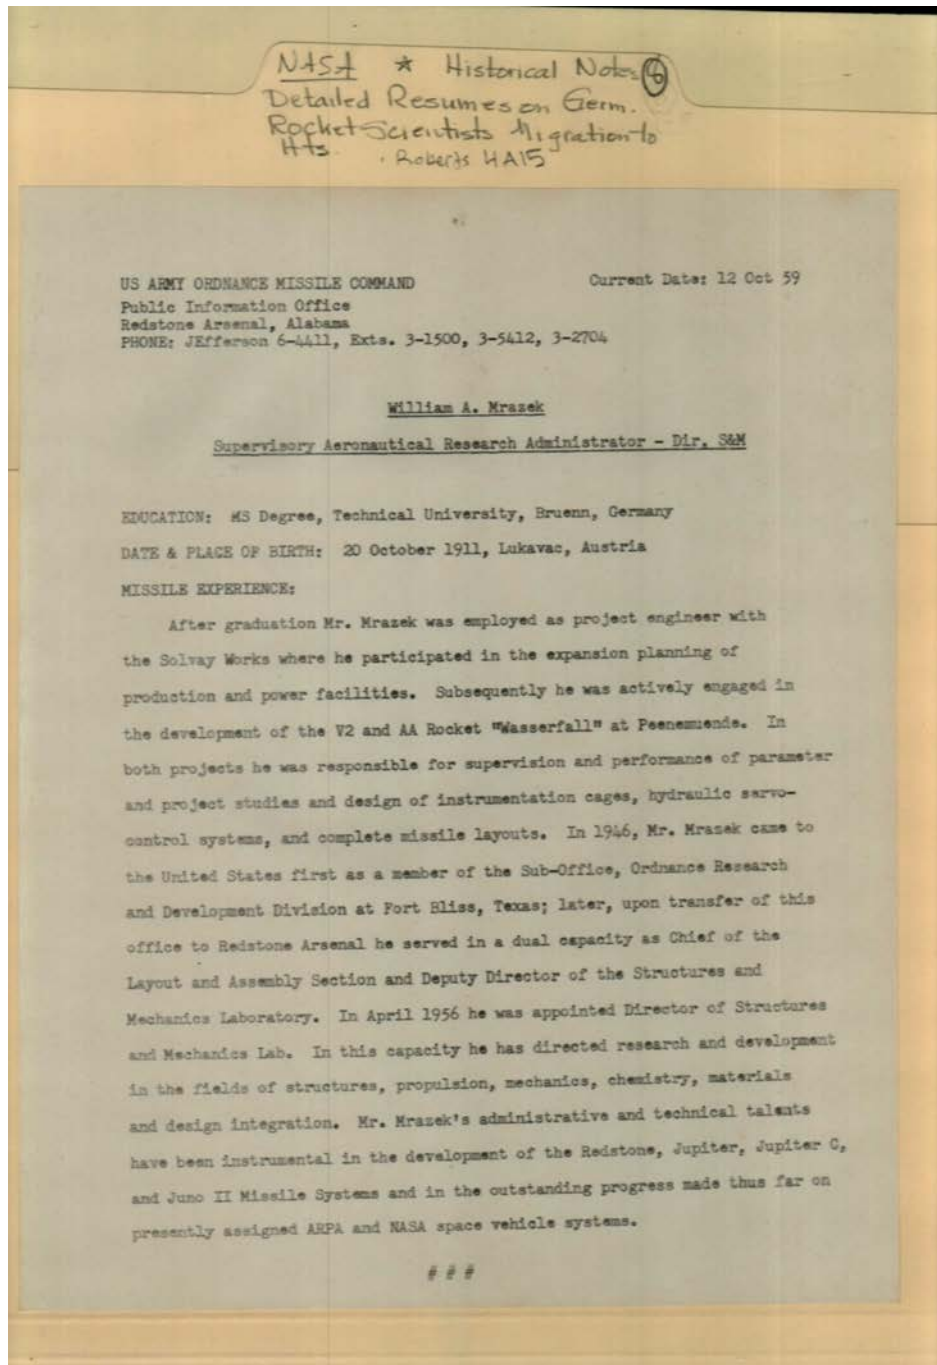 NASA ★ Historical Notes 8
Detailed Resumes on Germ.
Rocket Scientists Migration to
Hts. . Roberts HA15
US ARMY ORDNANCE MISSILE COMMAND Current Date: 12 Oct 59
Public Information Office
Redstone Arsenal, Alabama
PHONE: JEfferson 6-4411, Exts. 3-1500, 3-5412, 3-2704
William A. Mrazek
Supervisory Aeronautical Research Administrator - Dir, S&M
EDUCATION: MS Degree, Technical University, Bruenn, Germany
DATE & PLACE OF BIRTH: 20 October 1911, Lukavac, Austria
MISSILE EXPERIENCE:
After graduation Mr. Mrazek was employed as project engineer with
the Solvay Works where he participated in the expansion planning of
production and power facilities. Subsequently he was actively engaged in
the development of the V2 and AA Rocket "Wasserfall" at Peenemuende. In
both projects he was responsible for supervision and performance of parameter
and project studies and design of instrumentation cages, hydraulic servo-
control systems, and complete missile layouts. In 1946, Mr. Mrazek came to
the United States first as a member of the Sub-Office, Ordnance Research
and Development Division at Fort Bliss, Texas; later, upon transfer of this
office to Redstone Arsenal he served in a dual capacity as Chief of the
Layout and Assembly Section and Deputy Director of the Structures and
Mechanics Laboratory. In April 1956 he was appointed Director of Structures
and Mechanics Lab. In this capacity he has directed research and development
in the fields of structures, propulsion, mechanics, chemistry, materials
and design integration. Mr. Mrazek's administrative and technical talents
have been instrumental in the development of the Redstone, Jupiter, Jupiter C,
and Juno II Missile Systems and in the outstanding progress made thus far on
presently assigned ARPA and NASA space vehicle systems.
# # #